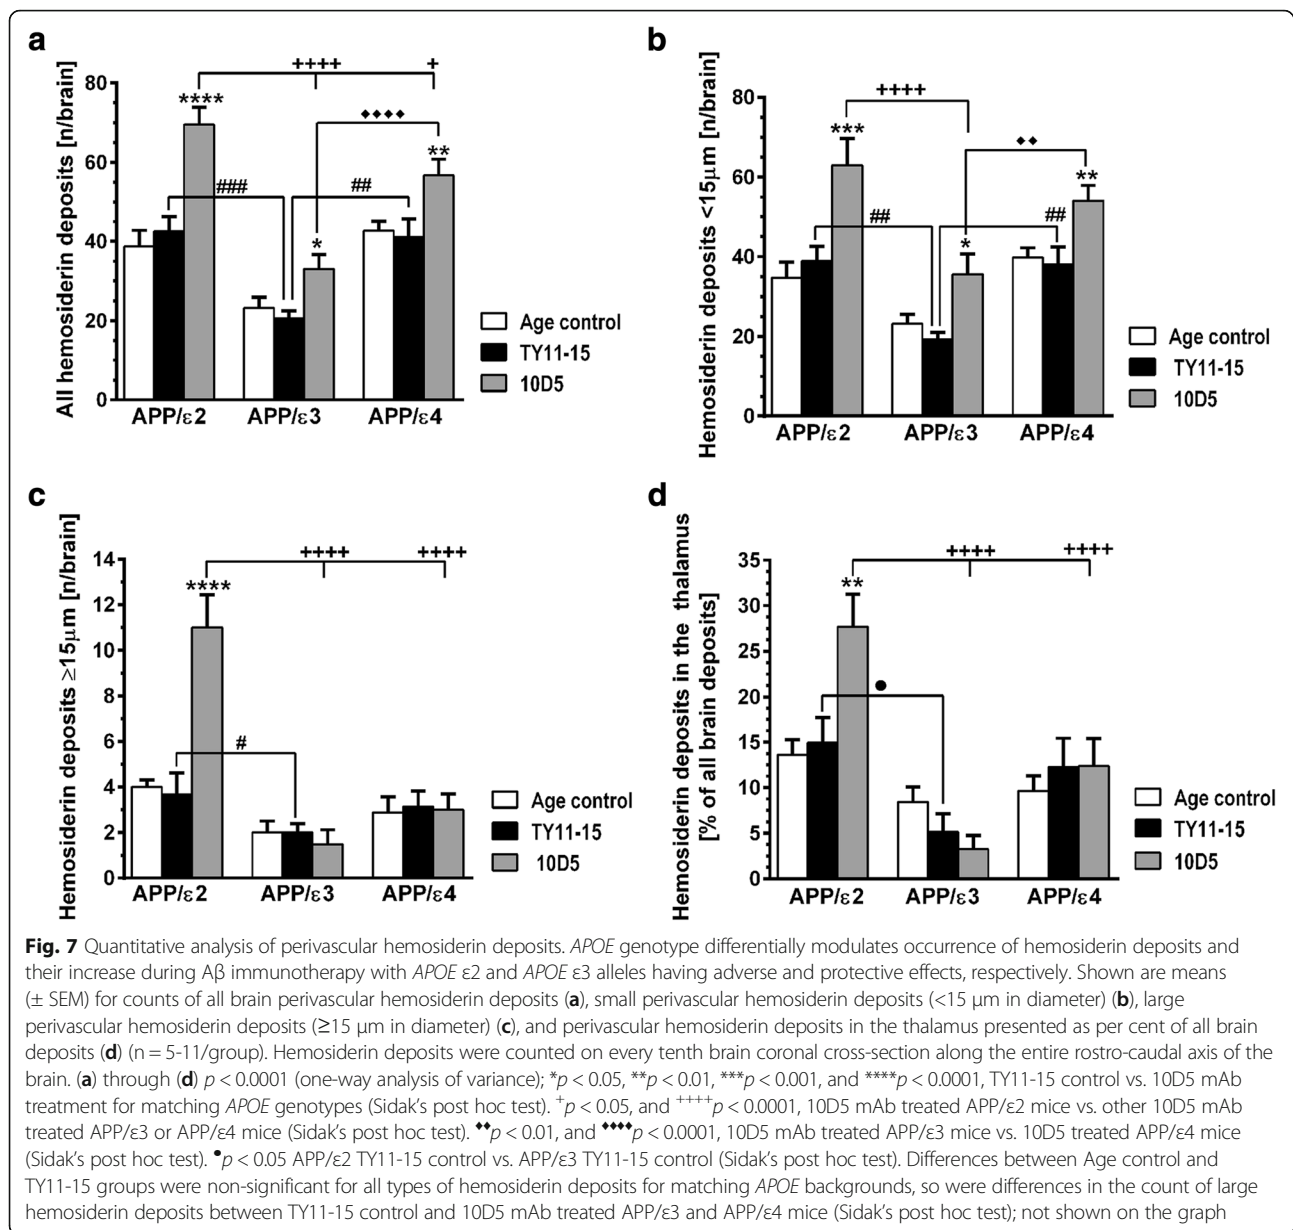 a
All hemosiderin deposits [n/brain]
80
60
40
20
0
++++ +
****
♦♦♦♦
**
### ##
*
APP/ε2 APP/ε3 APP/ε4
Age control
TY11-15
10D5
b
Hemosiderin deposits <15μm [n/brain]
80
60
40
20
0
++++
***
♦♦
**
## ##
*
APP/ε2 APP/ε3 APP/ε4
Age control
TY11-15
10D5
c
Hemosiderin deposits ≥15μm [n/brain]
14
12
10
8
6
4
2
0
++++ ++++
****
#
APP/ε2 APP/ε3 APP/ε4
Age control
TY11-15
10D5
d
Hemosiderin deposits in the thalamus
[% of all brain deposits]
35
30
25
20
15
10
5
0
++++ ++++
**
●
APP/ε2 APP/ε3 APP/ε4
Age control
TY11-15
10D5
Fig. 7 Quantitative analysis of perivascular hemosiderin deposits. APOE genotype differentially modulates occurrence of hemosiderin deposits and
their increase during Aβ immunotherapy with APOE ε2 and APOE ε3 alleles having adverse and protective effects, respectively. Shown are means
(± SEM) for counts of all brain perivascular hemosiderin deposits (a), small perivascular hemosiderin deposits (<15 μm in diameter) (b), large
perivascular hemosiderin deposits (≥15 μm in diameter) (c), and perivascular hemosiderin deposits in the thalamus presented as per cent of all brain
deposits (d) (n = 5-11/group). Hemosiderin deposits were counted on every tenth brain coronal cross-section along the entire rostro-caudal axis of the
brain. (a) through (d) p < 0.0001 (one-way analysis of variance); *p < 0.05, **p < 0.01, ***p < 0.001, and ****p < 0.0001, TY11-15 control vs. 10D5 mAb
treatment for matching APOE genotypes (Sidak's post hoc test). +p < 0.05, and ++++p < 0.0001, 10D5 mAb treated APP/ε2 mice vs. other 10D5 mAb
treated APP/ε3 or APP/ε4 mice (Sidak's post hoc test). ♦♦p < 0.01, and ♦♦♦♦p < 0.0001, 10D5 mAb treated APP/ε3 mice vs. 10D5 treated APP/ε4 mice
(Sidak's post hoc test). ●p < 0.05 APP/ε2 TY11-15 control vs. APP/ε3 TY11-15 control (Sidak's post hoc test). Differences between Age control and
TY11-15 groups were non-significant for all types of hemosiderin deposits for matching APOE backgrounds, so were differences in the count of large
hemosiderin deposits between TY11-15 control and 10D5 mAb treated APP/ε3 and APP/ε4 mice (Sidak's post hoc test); not shown on the graph